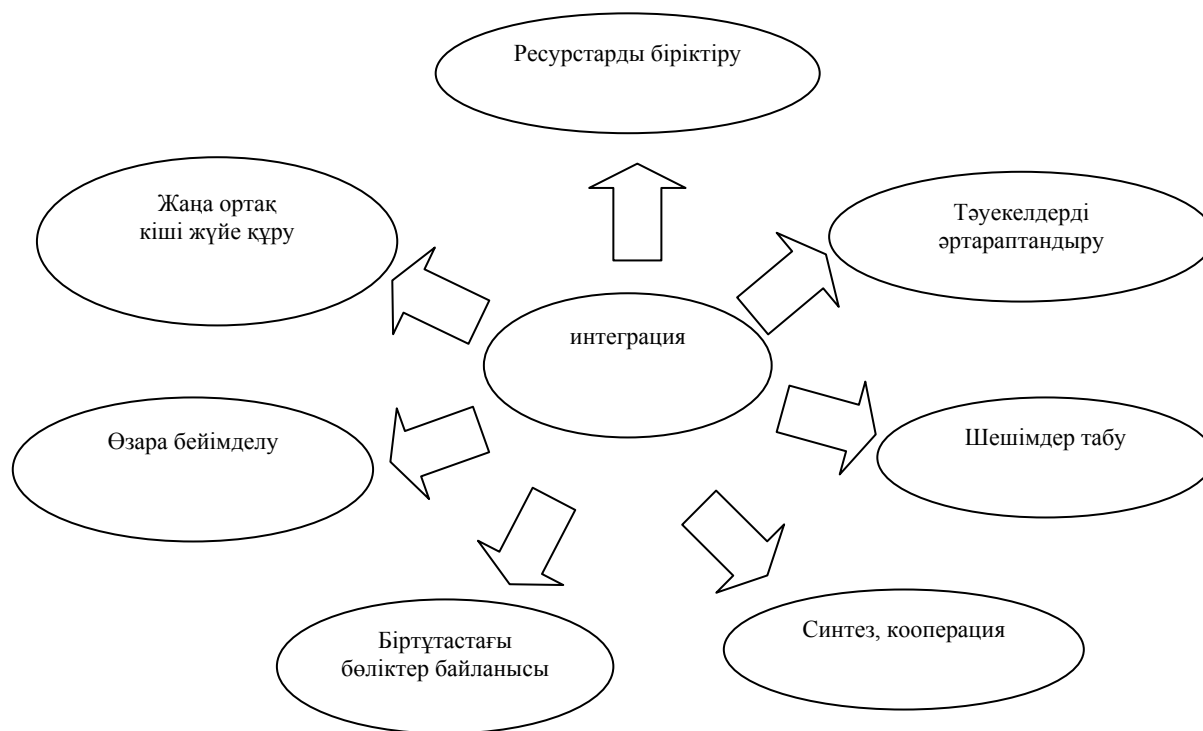 Ресурстарды біріктіру
Жаңа ортақ
кіші жүйе құру
Тәуекелдерді
әртараптандыру
интеграция
Өзара бейімделу
Шешімдер табу
Біртұтастағы
бөліктер байланысы
Синтез, кооперация